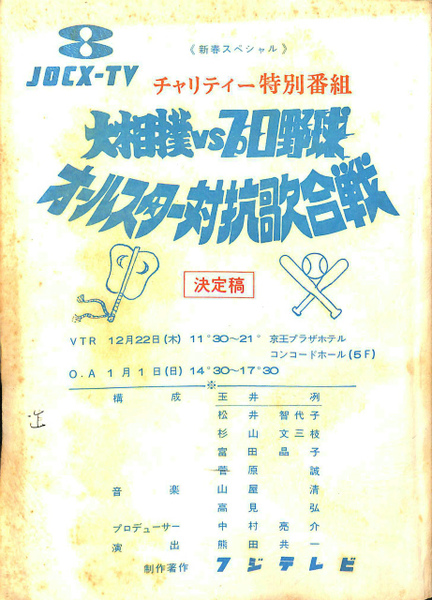 8
JOCX-TV
《新春スペシャル》
チャリティー特別番組
大相撲vsプロ野球
オールスター対抗歌合戦
決定稿
VTR 12月22日(木) 11°30~21° 京王プラザホテル
コンコードホール(5F)
O.A 1月1日(日) 14°30~17°30
※
構成 玉井冽
松井智代子
杉山文三枝
富田晶子
菅原誠
音楽 山屋清
高見弘
プロデューサー 中村亮介
演出 熊田共一
制作著作 フジテレビ